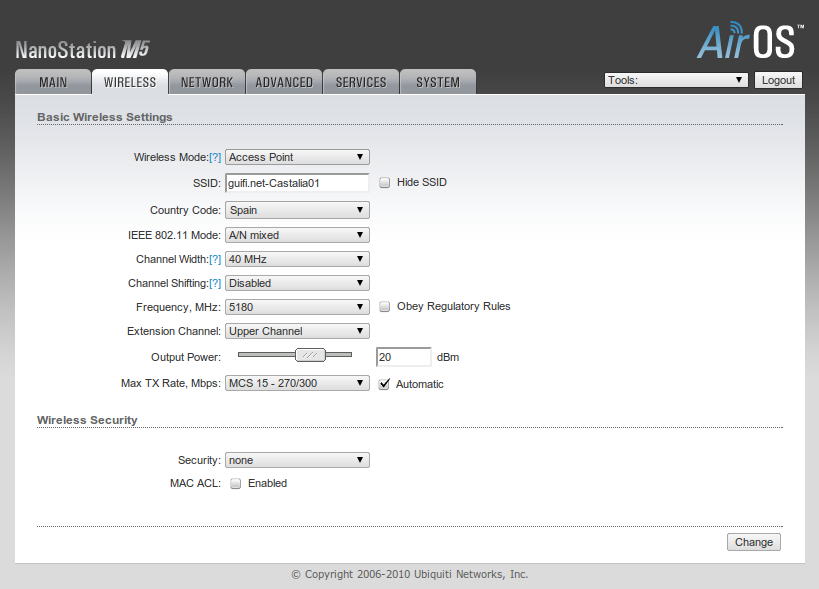 NanoStation M5
AirOS™
MAIN WIRELESS NETWORK ADVANCED SERVICES SYSTEM Tools: Logout
Basic Wireless Settings
Wireless Mode:[?] Access Point
SSID: guifi.net-Castalia01 Hide SSID
Country Code: Spain
IEEE 802.11 Mode: A/N mixed
Channel Width:[?] 40 MHz
Channel Shifting:[?] Disabled
Frequency, MHz: 5180 Obey Regulatory Rules
Extension Channel: Upper Channel
Output Power: 20 dBm
Max TX Rate, Mbps: MCS 15 - 270/300 Automatic
Wireless Security
Security: none
MAC ACL: Enabled
Change
© Copyright 2006-2010 Ubiquiti Networks, Inc.